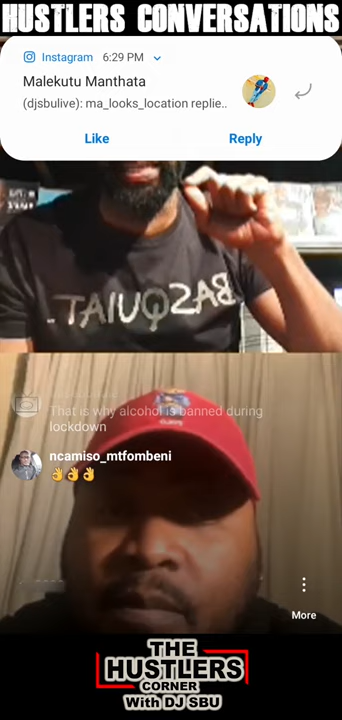 HUSTLERS CONVERSATIONS
Instagram 6:29 PM
Malekutu Manthata
(djsbulive): ma_looks_location replie..
Like
Reply
BASQUIAT.
That is why alcohol is banned during
lockdown
ncamiso_mtfombeni
👌👌👌
More
THE
HUSTLERS
CORNER
With DJ SBU